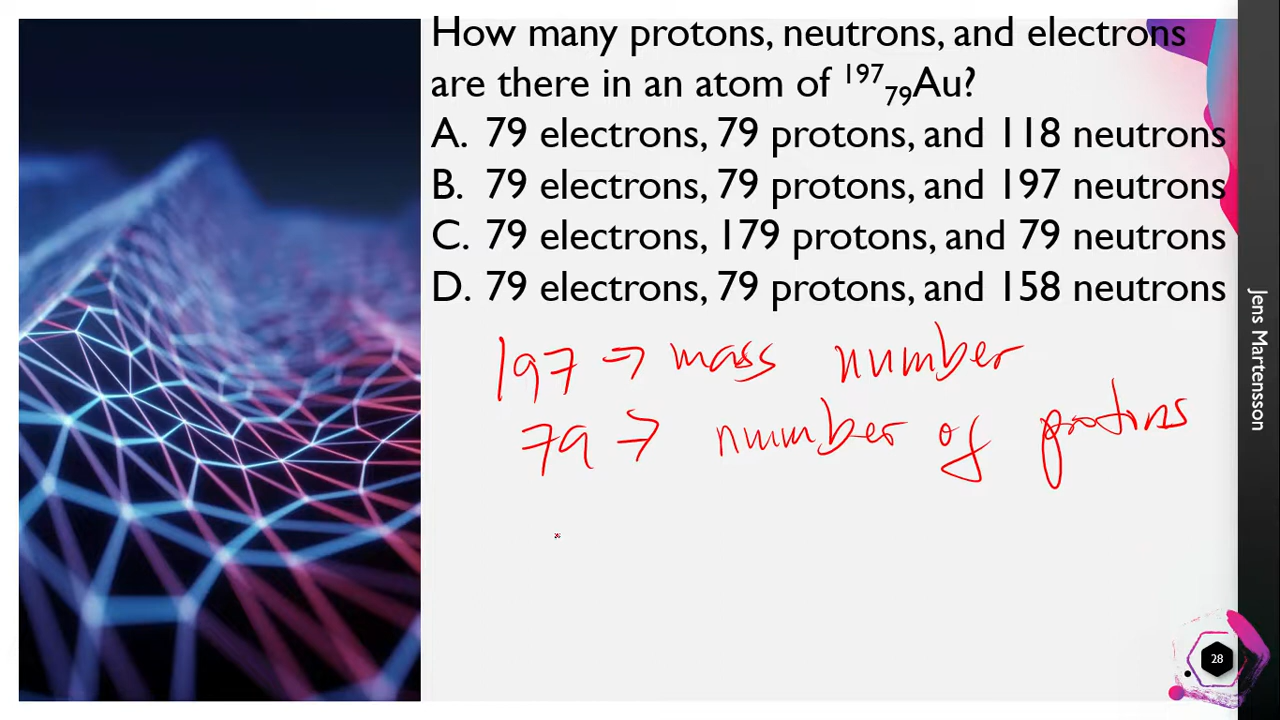 How many protons, neutrons, and electrons
are there in an atom of ¹⁹⁷₇₉Au?
A. 79 electrons, 79 protons, and 118 neutrons
B. 79 electrons, 79 protons, and 197 neutrons
C. 79 electrons, 179 protons, and 79 neutrons
D. 79 electrons, 79 protons, and 158 neutrons
197 → mass number
79 → number of protons
Jens Martensson
28